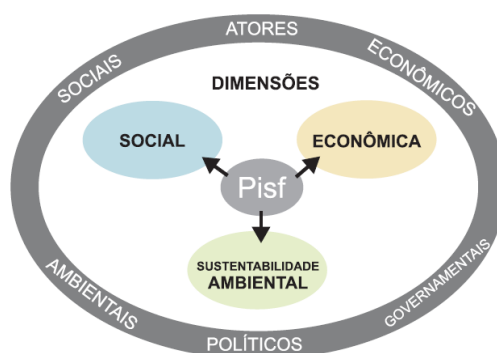 ATORES
SOCIAIS
ECONÔMICOS
DIMENSÕES
SOCIAL
ECONÔMICA
Pisf
SUSTENTABILIDADE
AMBIENTAL
AMBIENTAIS
GOVERNAMENTAIS
POLÍTICOS